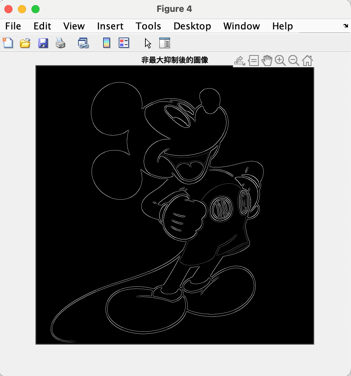 Figure 4
File Edit View Insert Tools Desktop Window Help
非最大抑制後的圖像